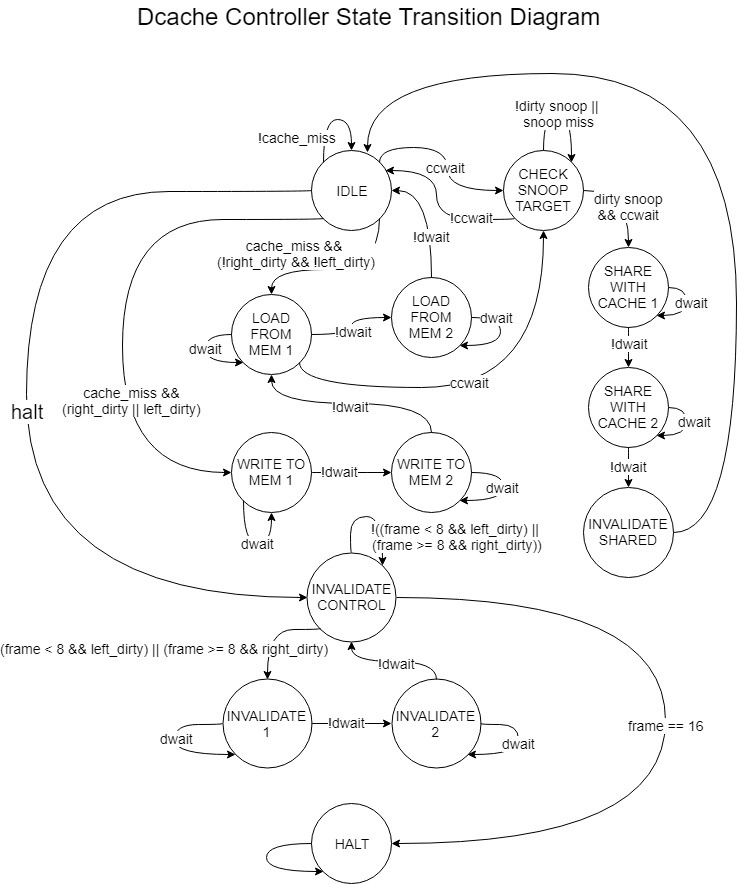 Dcache Controller State Transition Diagram
!dirty snoop ||
snoop miss
!cache_miss
ccwait
IDLE
CHECK
SNOOP
TARGET
dirty snoop
&& ccwait
!ccwait
!dwait
cache_miss &&
(!right_dirty && !left_dirty)
SHARE
WITH
CACHE 1
dwait
LOAD
FROM
MEM 1
!dwait
LOAD
FROM
MEM 2
dwait
dwait
!dwait
ccwait
cache_miss &&
(right_dirty || left_dirty)
halt
!dwait
SHARE
WITH
CACHE 2
dwait
WRITE TO
MEM 1
!dwait
WRITE TO
MEM 2
dwait
!dwait
INVALIDATE
SHARED
dwait
!((frame < 8 && left_dirty) ||
(frame >= 8 && right_dirty))
INVALIDATE
CONTROL
(frame < 8 && left_dirty) || (frame >= 8 && right_dirty)
!dwait
INVALIDATE
1
!dwait
INVALIDATE
2
dwait
dwait
frame == 16
HALT